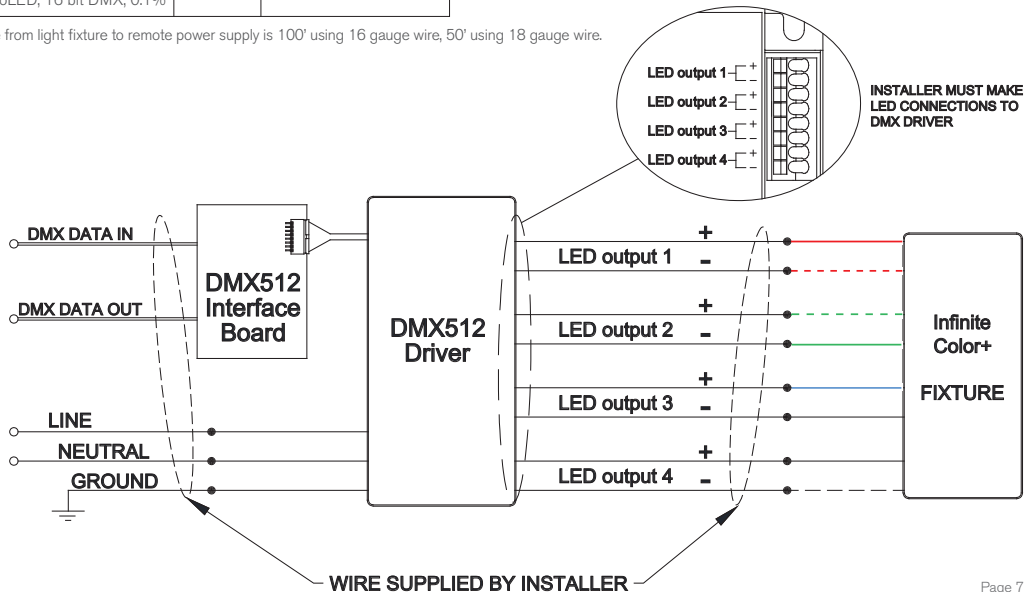 16 bit DMX, 0.1%
from light fixture to remote power supply is 100' using 16 gauge wire, 50' using 18 gauge wire.
LED output 1 + -
LED output 2 + -
LED output 3 + -
LED output 4 + -
INSTALLER MUST MAKE
LED CONNECTIONS TO
DMX DRIVER
DMX DATA IN
DMX DATA OUT
DMX512
Interface
Board
LINE
NEUTRAL
GROUND
DMX512
Driver
+
LED output 1 -
+
LED output 2 -
+
LED output 3 -
+
LED output 4 -
Infinite
Color+
FIXTURE
WIRE SUPPLIED BY INSTALLER
Page 7